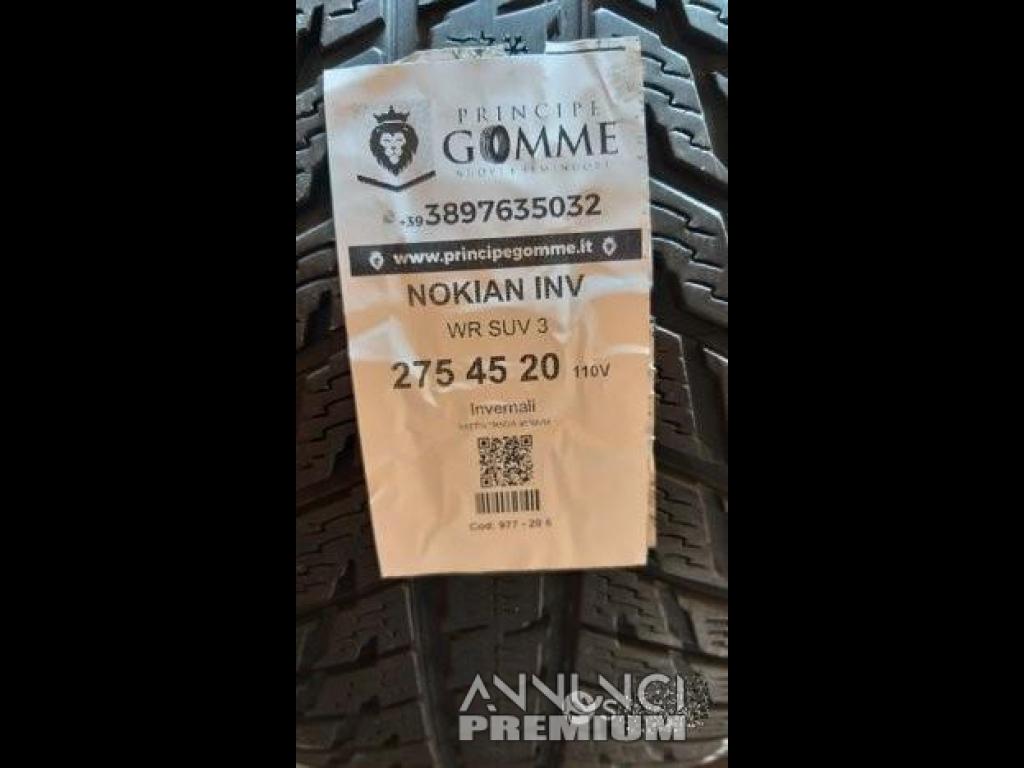 PRINCIPE
GOMME
+39 3897635032
www.principegomme.it
NOKIAN INV
WR SUV 3
275 45 20 110V
Invernali
Cod: 977 - 29 6
ANNUNCI
PREMIUM